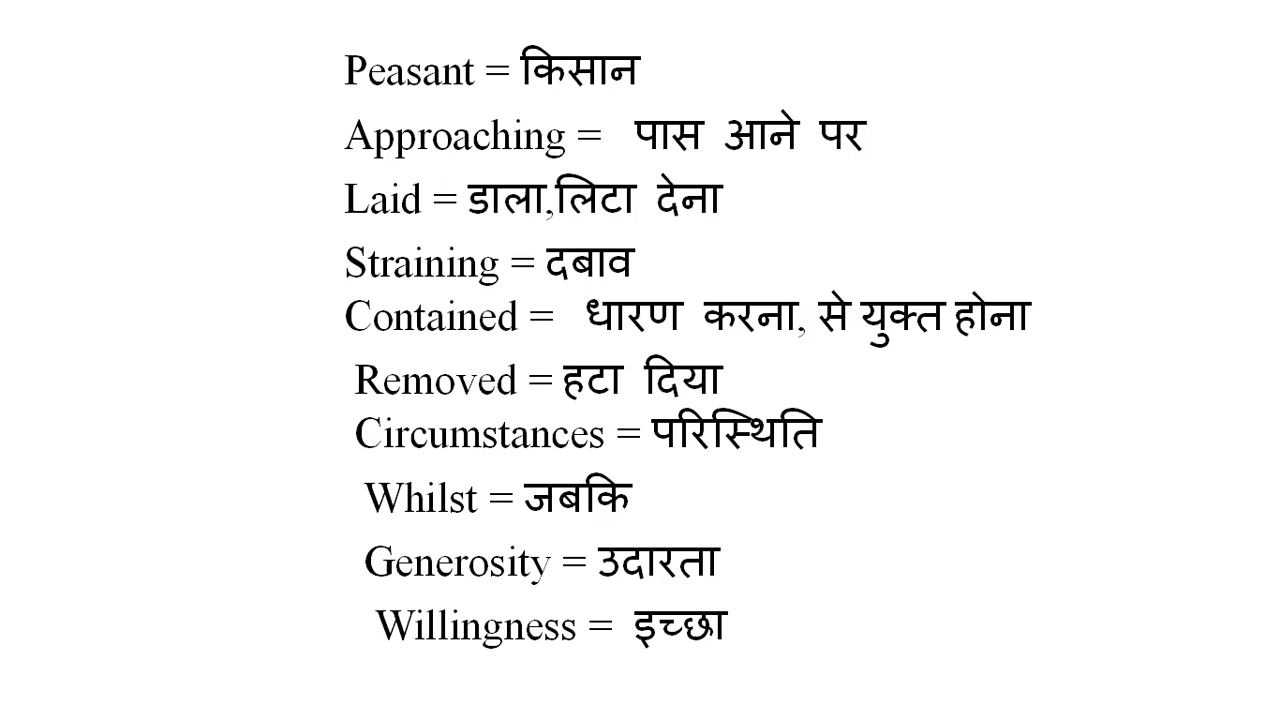 Peasant = किसान
Approaching = पास आने पर
Laid = डाला,लिटा देना
Straining = दबाव
Contained = धारण करना, से युक्त होना
Removed = हटा दिया
Circumstances = परिस्थिति
Whilst = जबकि
Generosity = उदारता
Willingness = इच्छा